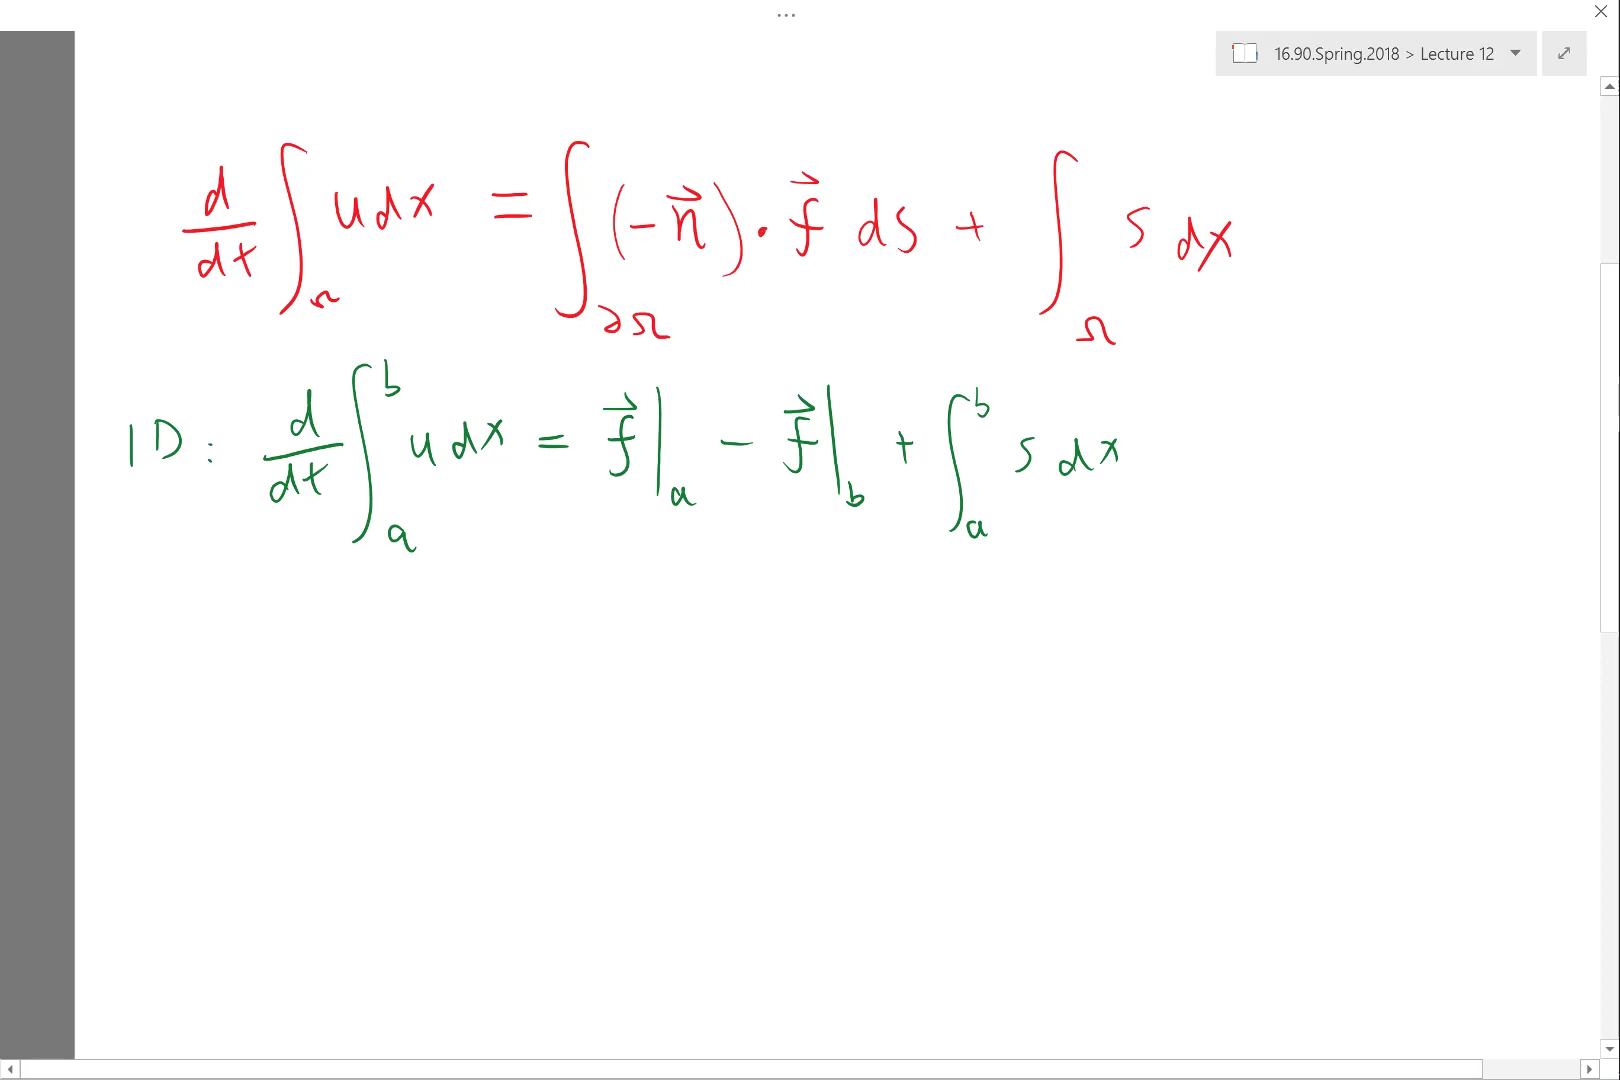 ...
16.90.Spring.2018 > Lecture 12
d/dt ∫_Ω u dx = ∫_∂Ω (-n⃗) · f⃗ ds + ∫_Ω s dx
1D: d/dt ∫_a^b u dx = f⃗|_a - f⃗|_b + ∫_a^b s dx